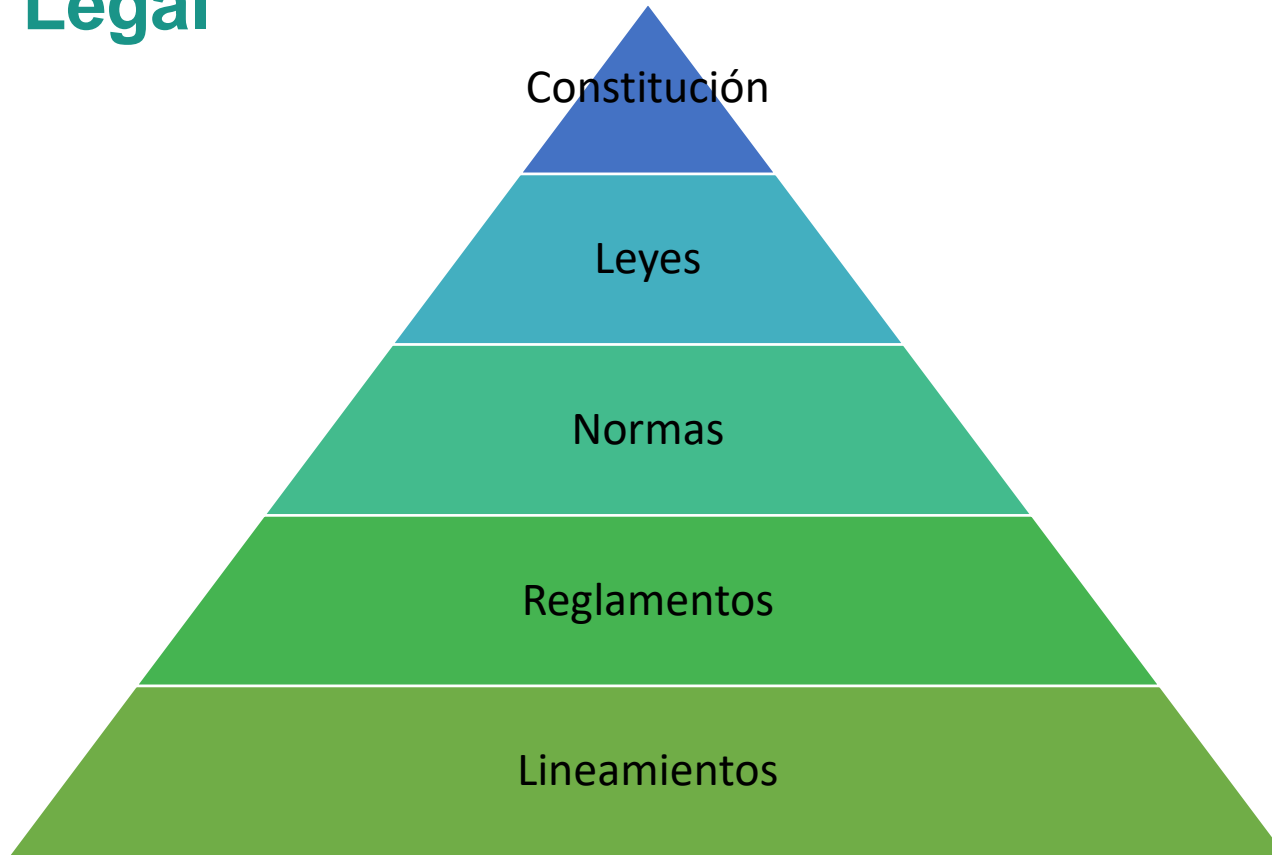 Legal
Constitución
Leyes
Normas
Reglamentos
Lineamientos